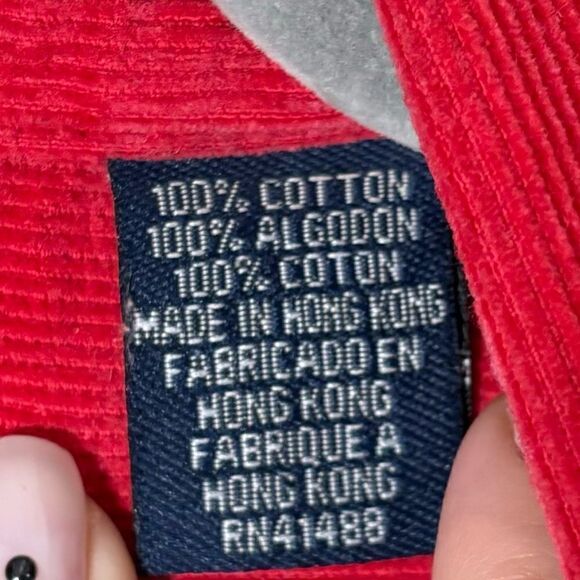 100% COTTON
100% ALGODON
100% COTON
MADE IN HONG KONG
FABRICADO EN
HONG KONG
FABRIQUE A
HONG KONG
RN41488